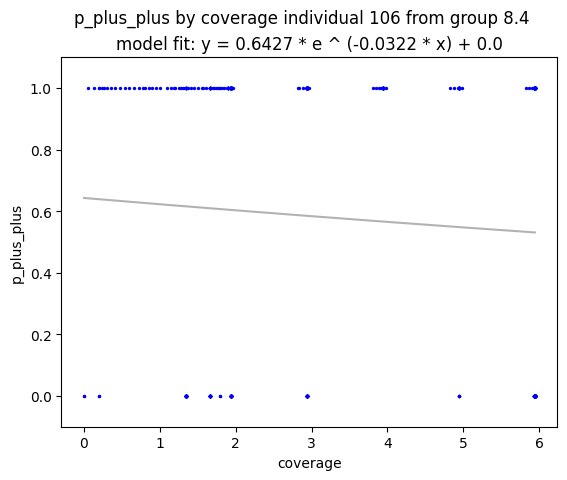 p_plus_plus by coverage individual 106 from group 8.4
model fit: y = 0.6427 * e ^ (-0.0322 * x) + 0.0
1.0
0.8
0.6
0.4
0.2
0.0
p_plus_plus
0 1 2 3 4 5 6
coverage